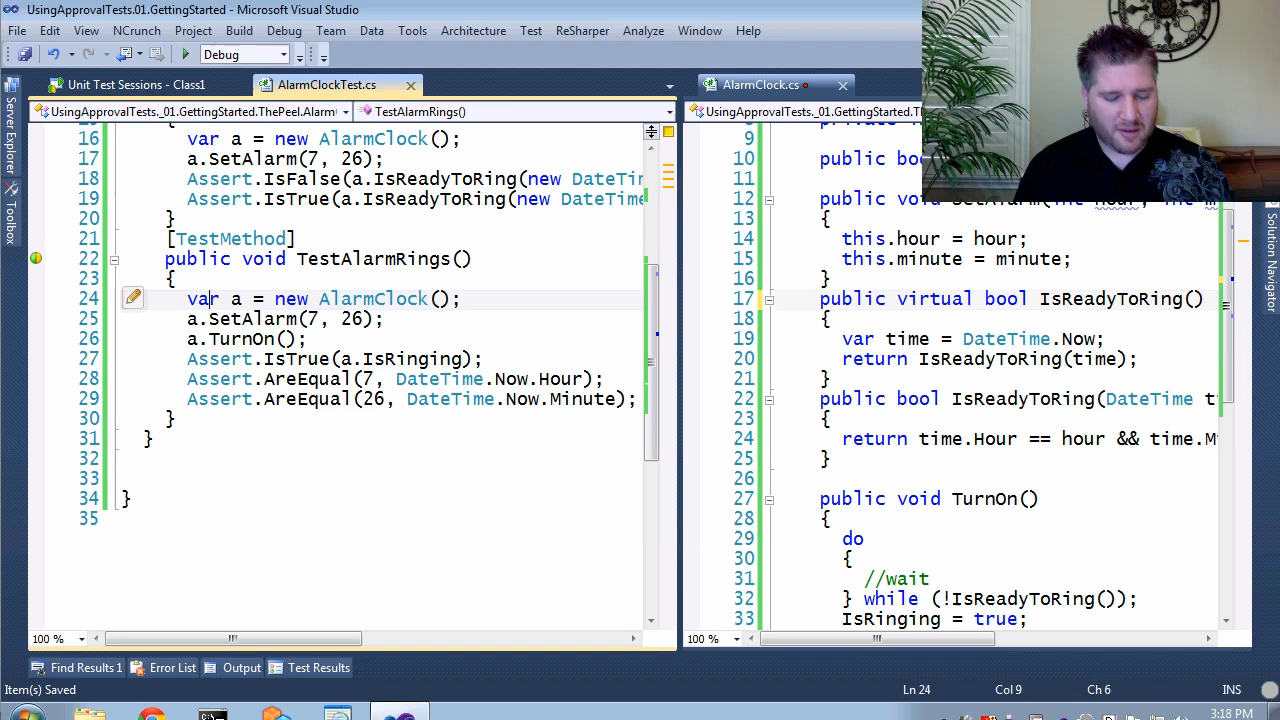 UsingApprovalTests.01.GettingStarted - Microsoft Visual Studio
File Edit View NCrunch Project Build Debug Team Data Tools Architecture Test ReSharper Analyze Window Help
Debug
Unit Test Sessions - Class1 AlarmClockTest.cs
UsingApprovalTests._01.GettingStarted.ThePeel.Alarm TestAlarmRings()
Server Explorer
Toolbox
16 var a = new AlarmClock();
17 a.SetAlarm(7, 26);
18 Assert.IsFalse(a.IsReadyToRing(new DateTi
19 Assert.IsTrue(a.IsReadyToRing(new DateTime
20 }
21 [TestMethod]
22 public void TestAlarmRings()
23 {
24 var a = new AlarmClock();
25 a.SetAlarm(7, 26);
26 a.TurnOn();
27 Assert.IsTrue(a.IsRinging);
28 Assert.AreEqual(7, DateTime.Now.Hour);
29 Assert.AreEqual(26, DateTime.Now.Minute);
30 }
31 }
32
33
34 }
35
100 %
AlarmClock.cs
UsingApprovalTests._01.GettingStarted.Th
9
10 public boo
11
12 public
13 {
14 this.hour = hour;
15 this.minute = minute;
16 }
17 public virtual bool IsReadyToRing()
18 {
19 var time = DateTime.Now;
20 return IsReadyToRing(time);
21 }
22 public bool IsReadyToRing(DateTime t
23 {
24 return time.Hour == hour && time.M
25 }
26
27 public void TurnOn()
28 {
29 do
30 {
31 //wait
32 } while (!IsReadyToRing());
33 IsRinging = true;
100 %
Solution Navigator
Find Results 1 Error List Output Test Results
Item(s) Saved Ln 24 Col 9 Ch 6 INS
3:18 PM